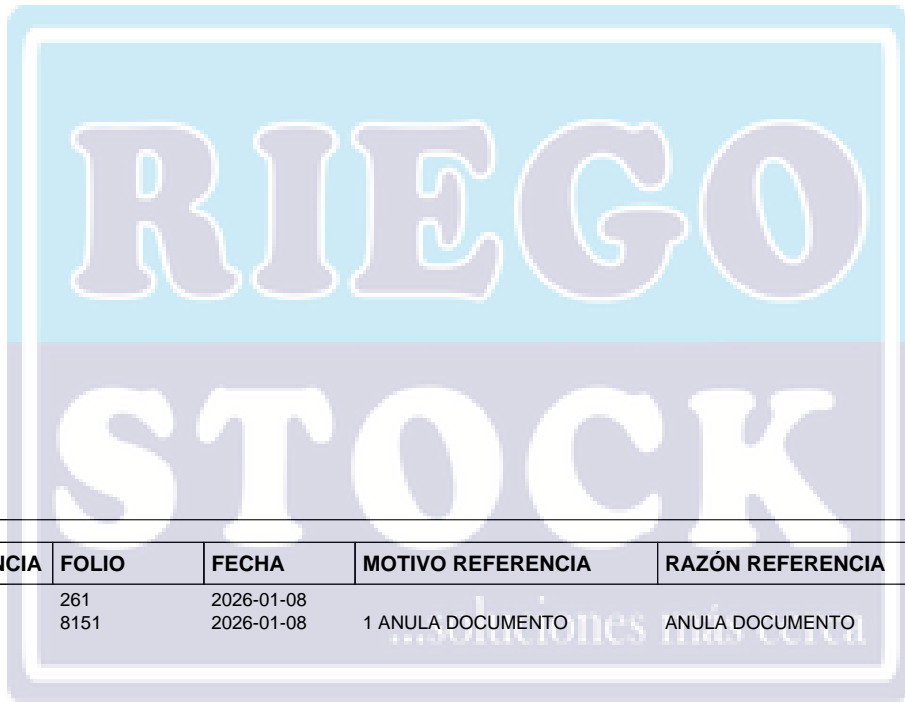 RIEGO
STOCK
NCIA FOLIO FECHA MOTIVO REFERENCIA RAZÓN REFERENCIA
261 2026-01-08
8151 2026-01-08 1 ANULA DOCUMENTO ANULA DOCUMENTO
...soluciones más cerca